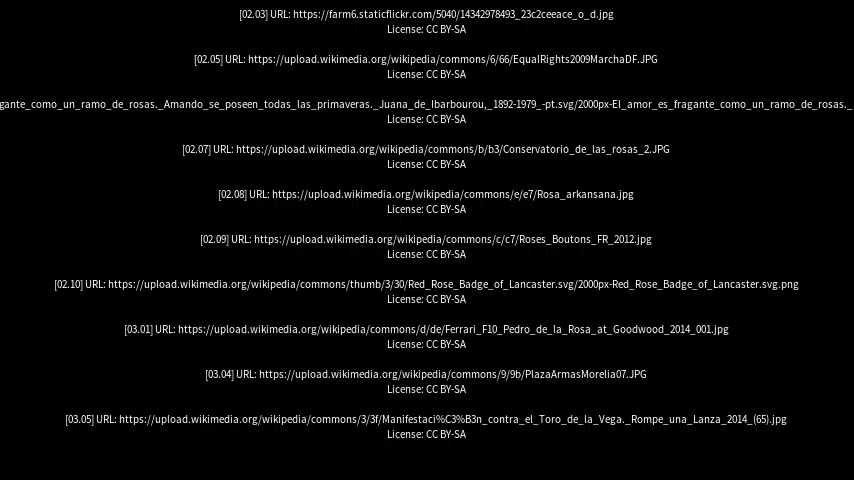 [02.03] URL: https://farm6.staticflickr.com/5040/14342978493_23c2ceeace_o_d.jpg
License: CC BY-SA
[02.05] URL: https://upload.wikimedia.org/wikipedia/commons/6/66/EqualRights2009MarchaDF.JPG
License: CC BY-SA
gante_como_un_ramo_de_rosas._Amando_se_poseen_todas_las_primaveras._Juana_de_Ibarbourou,_1892-1979_-pt.svg/2000px-El_amor_es_fragante_como_un_ramo_de_rosas._
License: CC BY-SA
[02.07] URL: https://upload.wikimedia.org/wikipedia/commons/b/b3/Conservatorio_de_las_rosas_2.JPG
License: CC BY-SA
[02.08] URL: https://upload.wikimedia.org/wikipedia/commons/e/e7/Rosa_arkansana.jpg
License: CC BY-SA
[02.09] URL: https://upload.wikimedia.org/wikipedia/commons/c/c7/Roses_Boutons_FR_2012.jpg
License: CC BY-SA
[02.10] URL: https://upload.wikimedia.org/wikipedia/commons/thumb/3/30/Red_Rose_Badge_of_Lancaster.svg/2000px-Red_Rose_Badge_of_Lancaster.svg.png
License: CC BY-SA
[03.01] URL: https://upload.wikimedia.org/wikipedia/commons/d/de/Ferrari_F10_Pedro_de_la_Rosa_at_Goodwood_2014_001.jpg
License: CC BY-SA
[03.04] URL: https://upload.wikimedia.org/wikipedia/commons/9/9b/PlazaArmasMorelia07.JPG
License: CC BY-SA
[03.05] URL: https://upload.wikimedia.org/wikipedia/commons/3/3f/Manifestaci%C3%B3n_contra_el_Toro_de_la_Vega._Rompe_una_Lanza_2014_(65).jpg
License: CC BY-SA